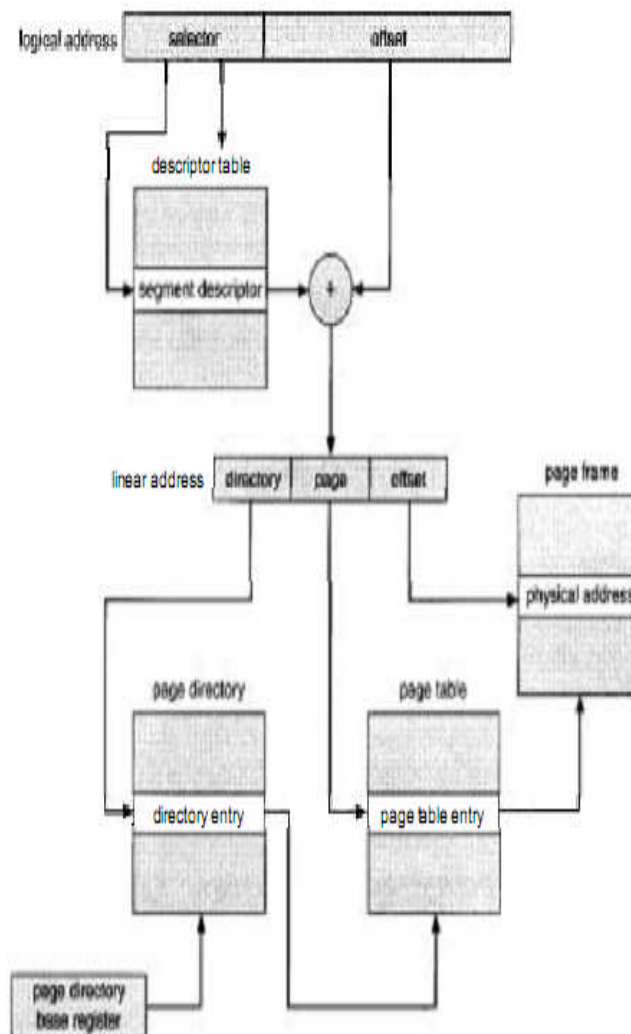 logical address
selector
offset
descriptor table
segment descriptor
+
linear address
directory
page
offset
page frame
physical address
page directory
page table
directory entry
page table entry
page directory
base register